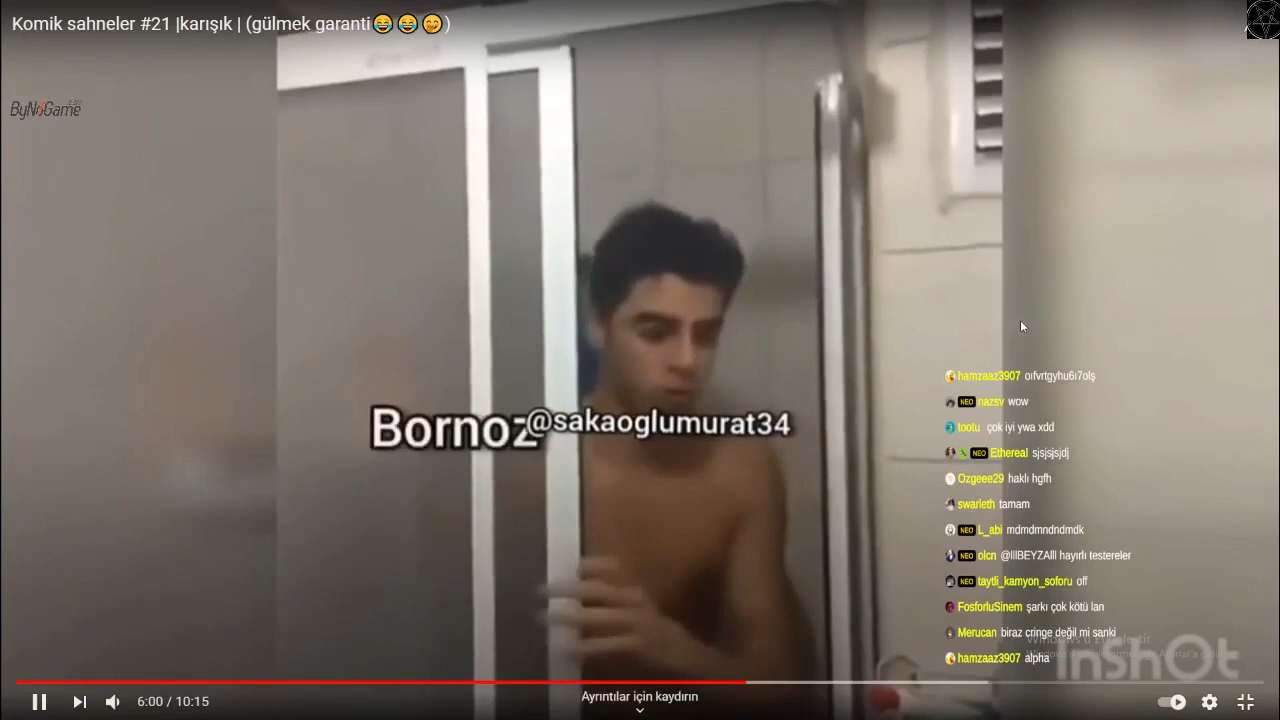 Komik sahneler #21 |karışık | (gülmek garanti😂😂🤭)
ByNoGame
Bornoz
@sakaoglumurat34
hamzaaz3907 oıfvrtgyhu6ı7olş
NEO nazsv wow
tootu çok iyi ywa xdd
NEO Ethereal sjsjsjsjdj
Ozgeee29 haklı hgfh
swarleth tamam
NEO L_abi mdmdmndndmdk
NEO olcn @lllBEYZAlll hayırlı testereler
NEO taytli_kamyon_soforu off
FosforluSinem şarkı çok kötü lan
Merucan biraz cringe değil mi sanki
hamzaaz3907 alpha
InShOt
6:00 / 10:15
Ayrıntılar için kaydırın